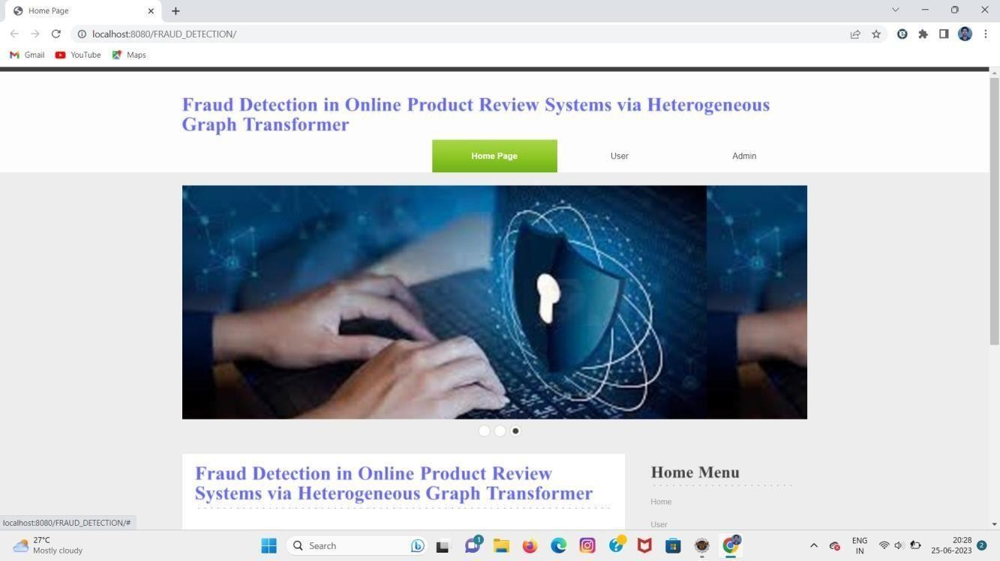 Home Page
localhost:8080/FRAUD_DETECTION/
Gmail YouTube Maps
Fraud Detection in Online Product Review Systems via Heterogeneous
Graph Transformer
Home Page User Admin
Fraud Detection in Online Product Review
Systems via Heterogeneous Graph Transformer
Home Menu
Home
User
localhost:8080/FRAUD_DETECTION/#
27°C
Mostly cloudy
Search
1
ENG
IN
20:28
25-06-2023
2